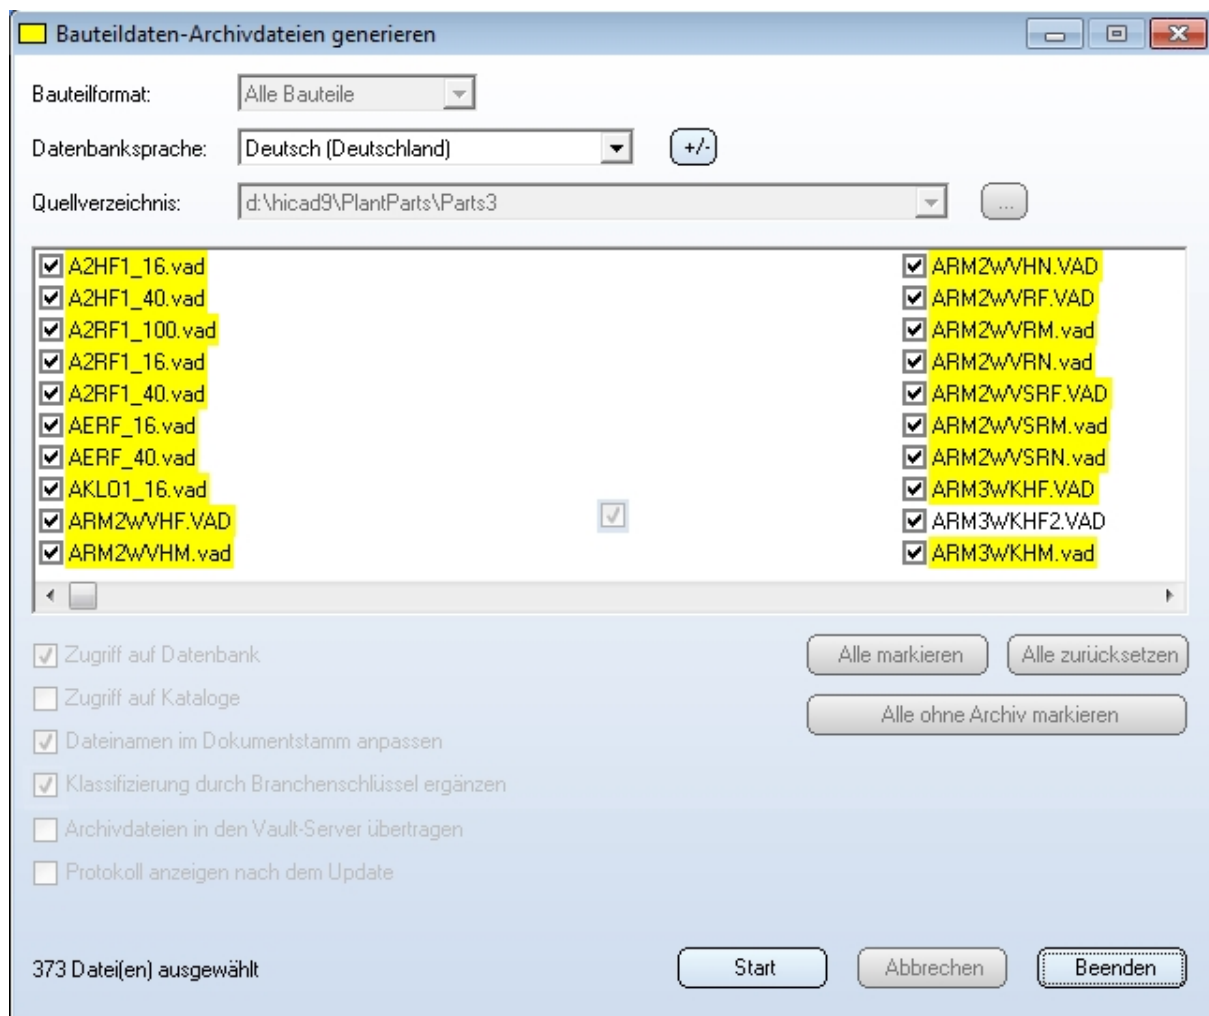 Bauteildaten-Archivdateien generieren
Bauteilformat: Alle Bauteile
Datenbanksprache: Deutsch (Deutschland) +/-
Quellverzeichnis: d:\hicad9\PlantParts\Parts3 ...
A2HF1_16.vad
A2HF1_40.vad
A2RF1_100.vad
A2RF1_16.vad
A2RF1_40.vad
AERF_16.vad
AERF_40.vad
AKLO1_16.vad
ARM2WVHF.VAD
ARM2WVHM.vad
ARM2WVHN.VAD
ARM2WVRF.VAD
ARM2WVRM.vad
ARM2WVRN.vad
ARM2WVSRF.VAD
ARM2WVSRM.vad
ARM2WVSRN.vad
ARM3WKHF.VAD
ARM3WKHF2.VAD
ARM3WKHM.vad
Zugriff auf Datenbank
Zugriff auf Kataloge
Dateinamen im Dokumentstamm anpassen
Klassifizierung durch Branchenschlüssel ergänzen
Archivdateien in den Vault-Server übertragen
Protokoll anzeigen nach dem Update
Alle markieren Alle zurücksetzen
Alle ohne Archiv markieren
373 Datei(en) ausgewählt Start Abbrechen Beenden